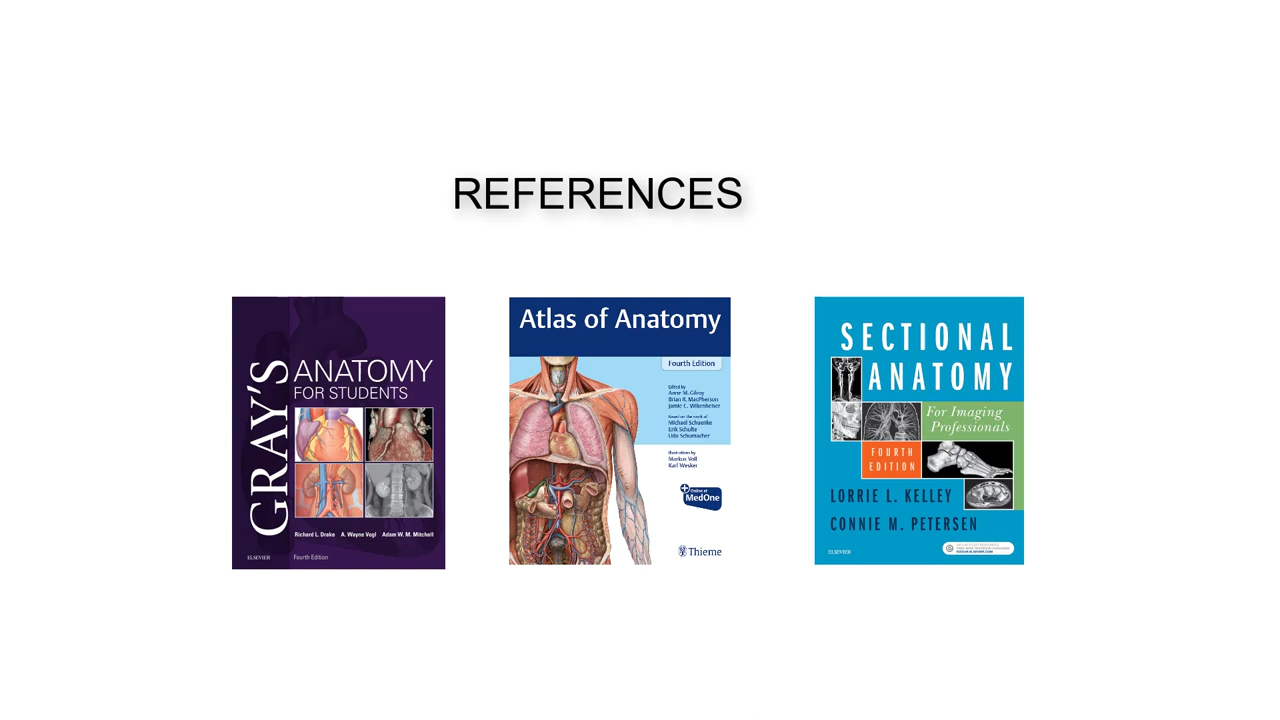 REFERENCES
GRAY'S
ANATOMY
FOR STUDENTS
Richard L. Drake A. Wayne Vogl Adam W. M. Mitchell
ELSEVIER
Fourth Edition
Atlas of Anatomy
Fourth Edition
Edited by
Anne M. Gilroy
Brian R. MacPherson
Jamie C. Wikenheiser
Based on the work of
Michael Schuenke
Erik Schulte
Udo Schumacher
Illustrations by
Markus Voll
Karl Wesker
Online at
MedOne
Thieme
SECTIONAL
ANATOMY
For Imaging
Professionals
FOURTH
EDITION
LORRIE L. KELLEY
CONNIE M. PETERSEN
ELSEVIER